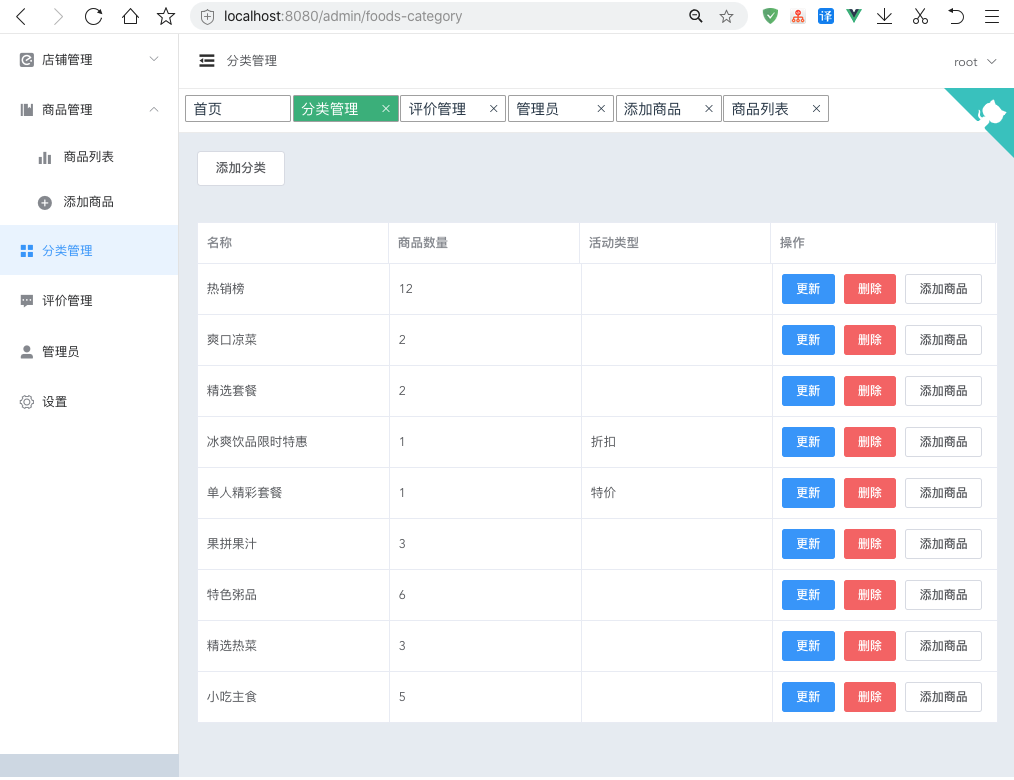 localhost:8080/admin/foods-category
译
店铺管理
商品管理
商品列表
添加商品
分类管理
评价管理
管理员
设置
分类管理
root
首页 分类管理 × 评价管理 × 管理员 × 添加商品 × 商品列表 ×
添加分类
名称 商品数量 活动类型 操作
热销榜 12 更新 删除 添加商品
爽口凉菜 2 更新 删除 添加商品
精选套餐 2 更新 删除 添加商品
冰爽饮品限时特惠 1 折扣 更新 删除 添加商品
单人精彩套餐 1 特价 更新 删除 添加商品
果拼果汁 3 更新 删除 添加商品
特色粥品 6 更新 删除 添加商品
精选热菜 3 更新 删除 添加商品
小吃主食 5 更新 删除 添加商品